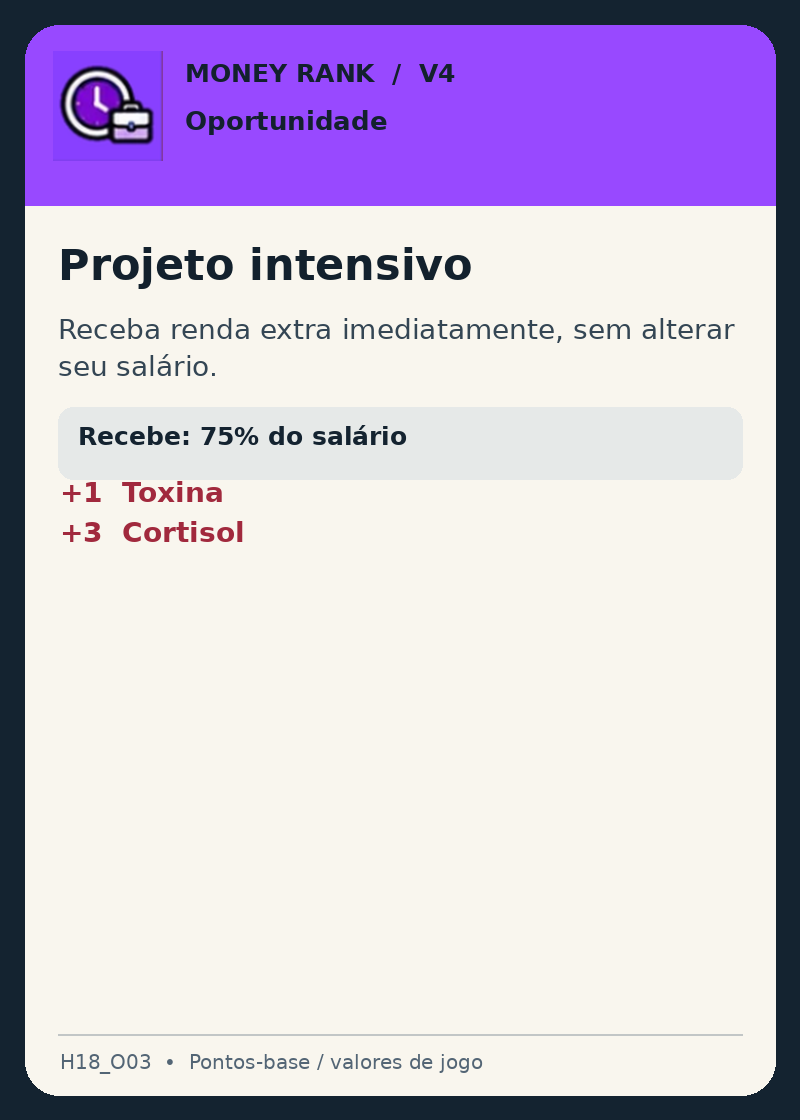 MONEY RANK / V4
Oportunidade
Projeto intensivo
Receba renda extra imediatamente, sem alterar
seu salário.
Recebe: 75% do salário
+1 Toxina
+3 Cortisol
H18_O03 • Pontos-base / valores de jogo